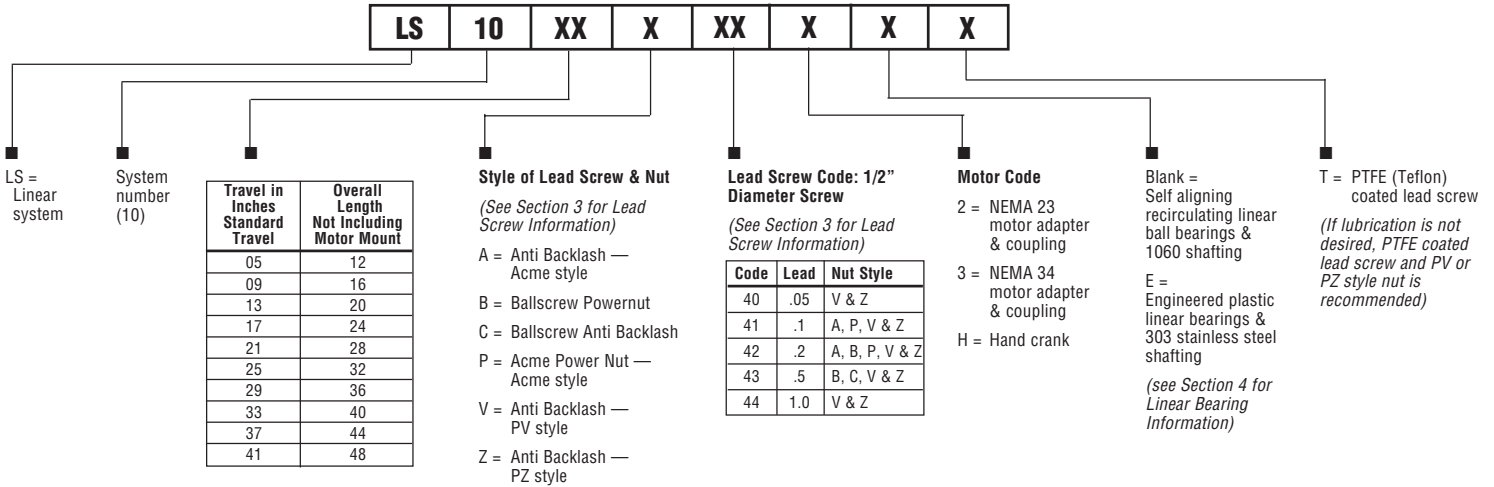 LS 10 XX X XX X X X
LS =
Linear
system
System
number
(10)
Travel in
Inches
Standard
Travel
Overall
Length
Not Including
Motor Mount
05 12
09 16
13 20
17 24
21 28
25 32
29 36
33 40
37 44
41 48
Style of Lead Screw & Nut
(See Section 3 for Lead
Screw Information)
A = Anti Backlash —
Acme style
B = Ballscrew Powernut
C = Ballscrew Anti Backlash
P = Acme Power Nut —
Acme style
V = Anti Backlash —
PV style
Z = Anti Backlash —
PZ style
Lead Screw Code: 1/2”
Diameter Screw
(See Section 3 for Lead
Screw Information)
Code Lead Nut Style
40 .05 V & Z
41 .1 A, P, V & Z
42 .2 A, B, P, V & Z
43 .5 B, C, V & Z
44 1.0 V & Z
Motor Code
2 = NEMA 23
motor adapter
& coupling
3 = NEMA 34
motor adapter
& coupling
H = Hand crank
Blank =
Self aligning
recirculating linear
ball bearings &
1060 shafting
E =
Engineered plastic
linear bearings &
303 stainless steel
shafting
(see Section 4 for
Linear Bearing
Information)
T = PTFE (Teflon)
coated lead screw
(If lubrication is not
desired, PTFE coated
lead screw and PV or
PZ style nut is
recommended)